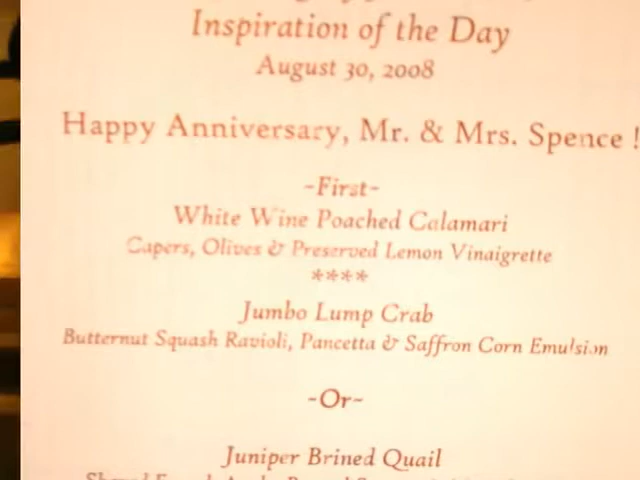 Inspiration of the Day
August 30, 2008
Happy Anniversary, Mr. & Mrs. Spence !
-First-
White Wine Poached Calamari
Capers, Olives & Preserved Lemon Vinaigrette
****
Jumbo Lump Crab
Butternut Squash Ravioli, Pancetta & Saffron Corn Emulsion
-Or-
Juniper Brined Quail